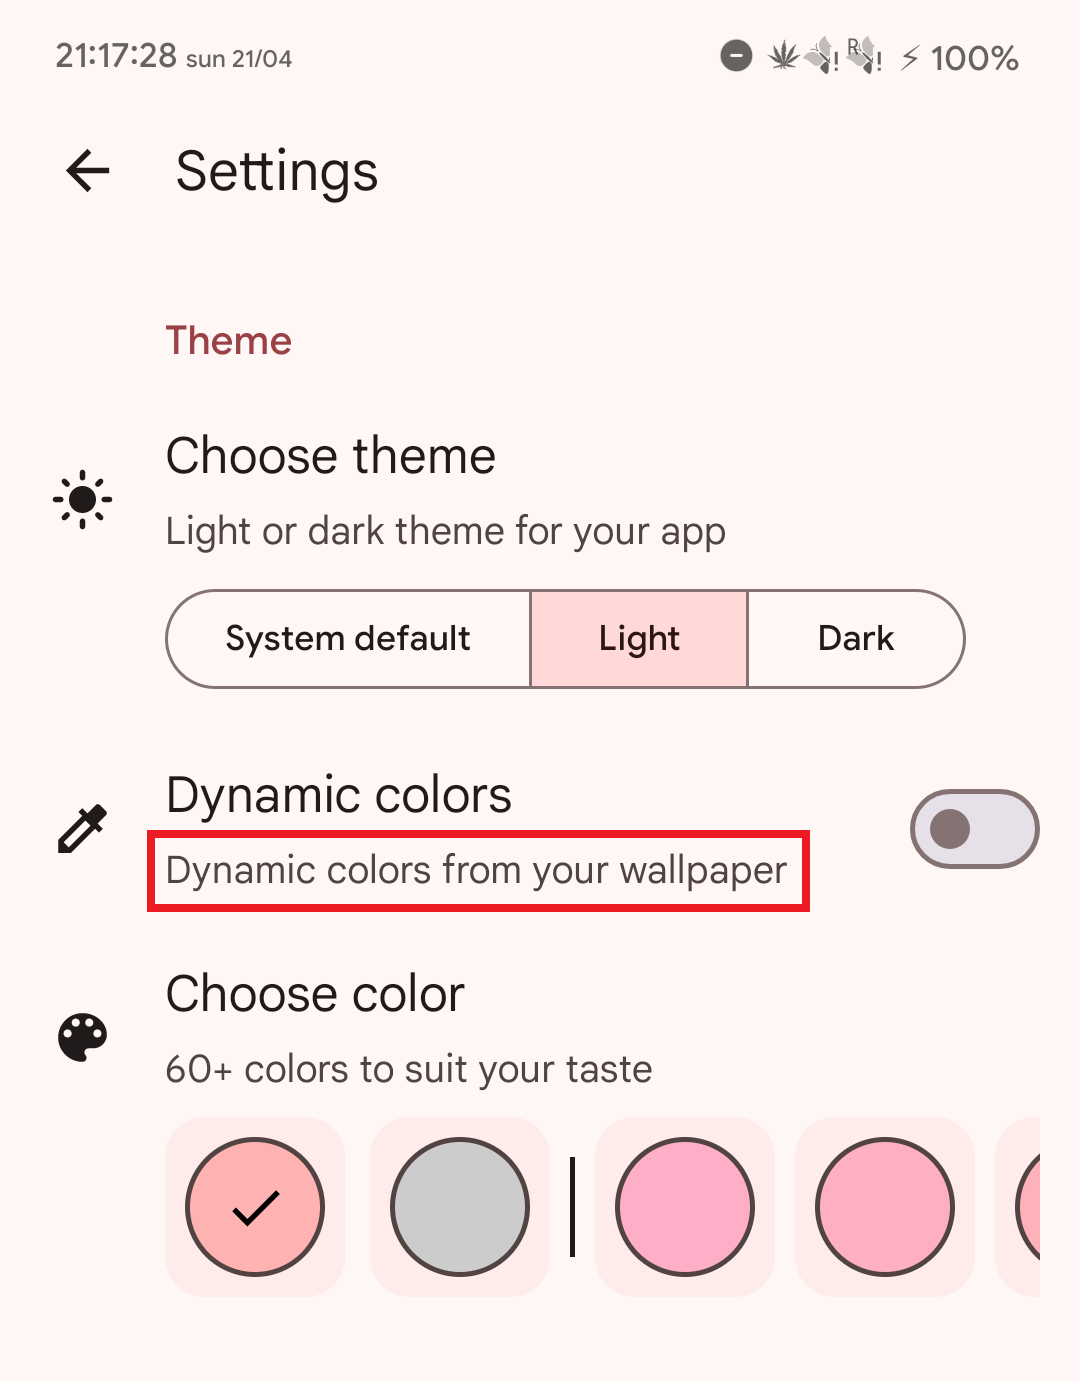 21:17:28 sun 21/04
R
100%
Settings
Theme
Choose theme
Light or dark theme for your app
System default
Light
Dark
Dynamic colors
Dynamic colors from your wallpaper
Choose color
60+ colors to suit your taste